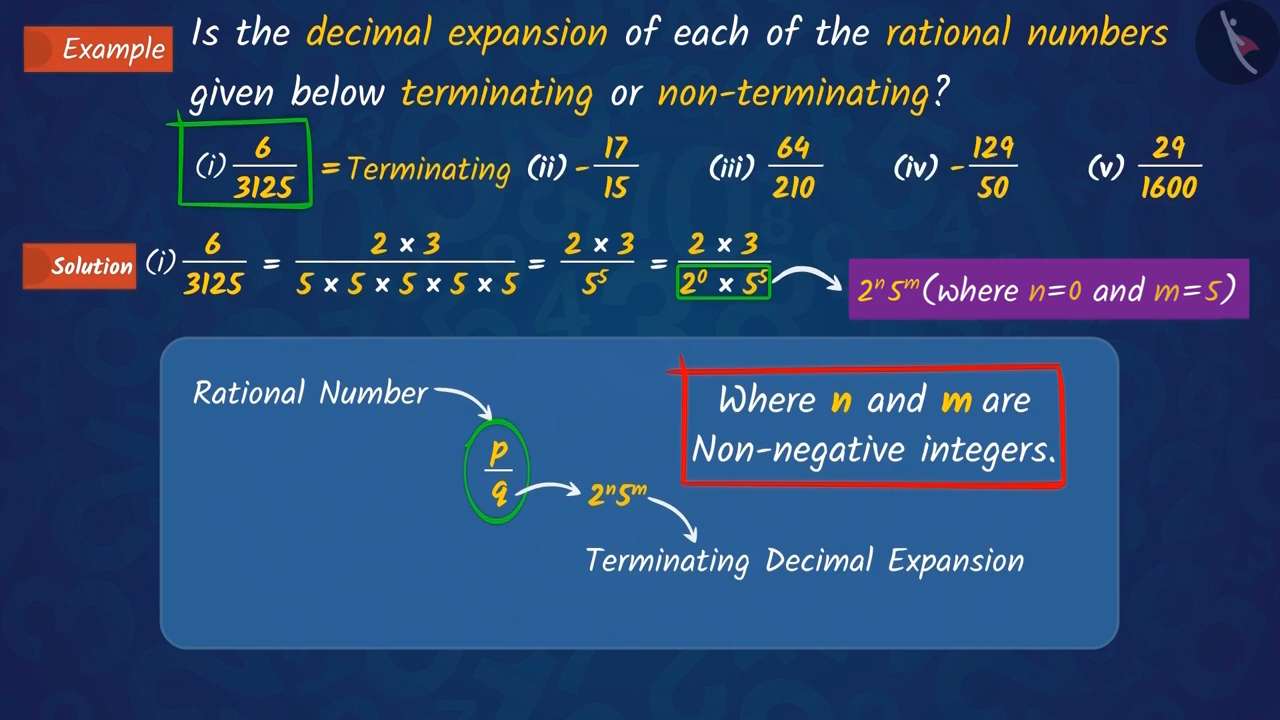 Example Is the decimal expansion of each of the rational numbers
given below terminating or non-terminating?
(i) 6/3125 = Terminating (ii) -17/15 (iii) 64/210 (iv) -129/50 (v) 29/1600
Solution (i) 6/3125 = 2 × 3/5 × 5 × 5 × 5 × 5 = 2 × 3/5⁵ = 2 × 3/2⁰ × 5⁵
2ⁿ5ᵐ(where n=0 and m=5)
Rational Number
p/q
2ⁿ5ᵐ
Where n and m are
Non-negative integers.
Terminating Decimal Expansion